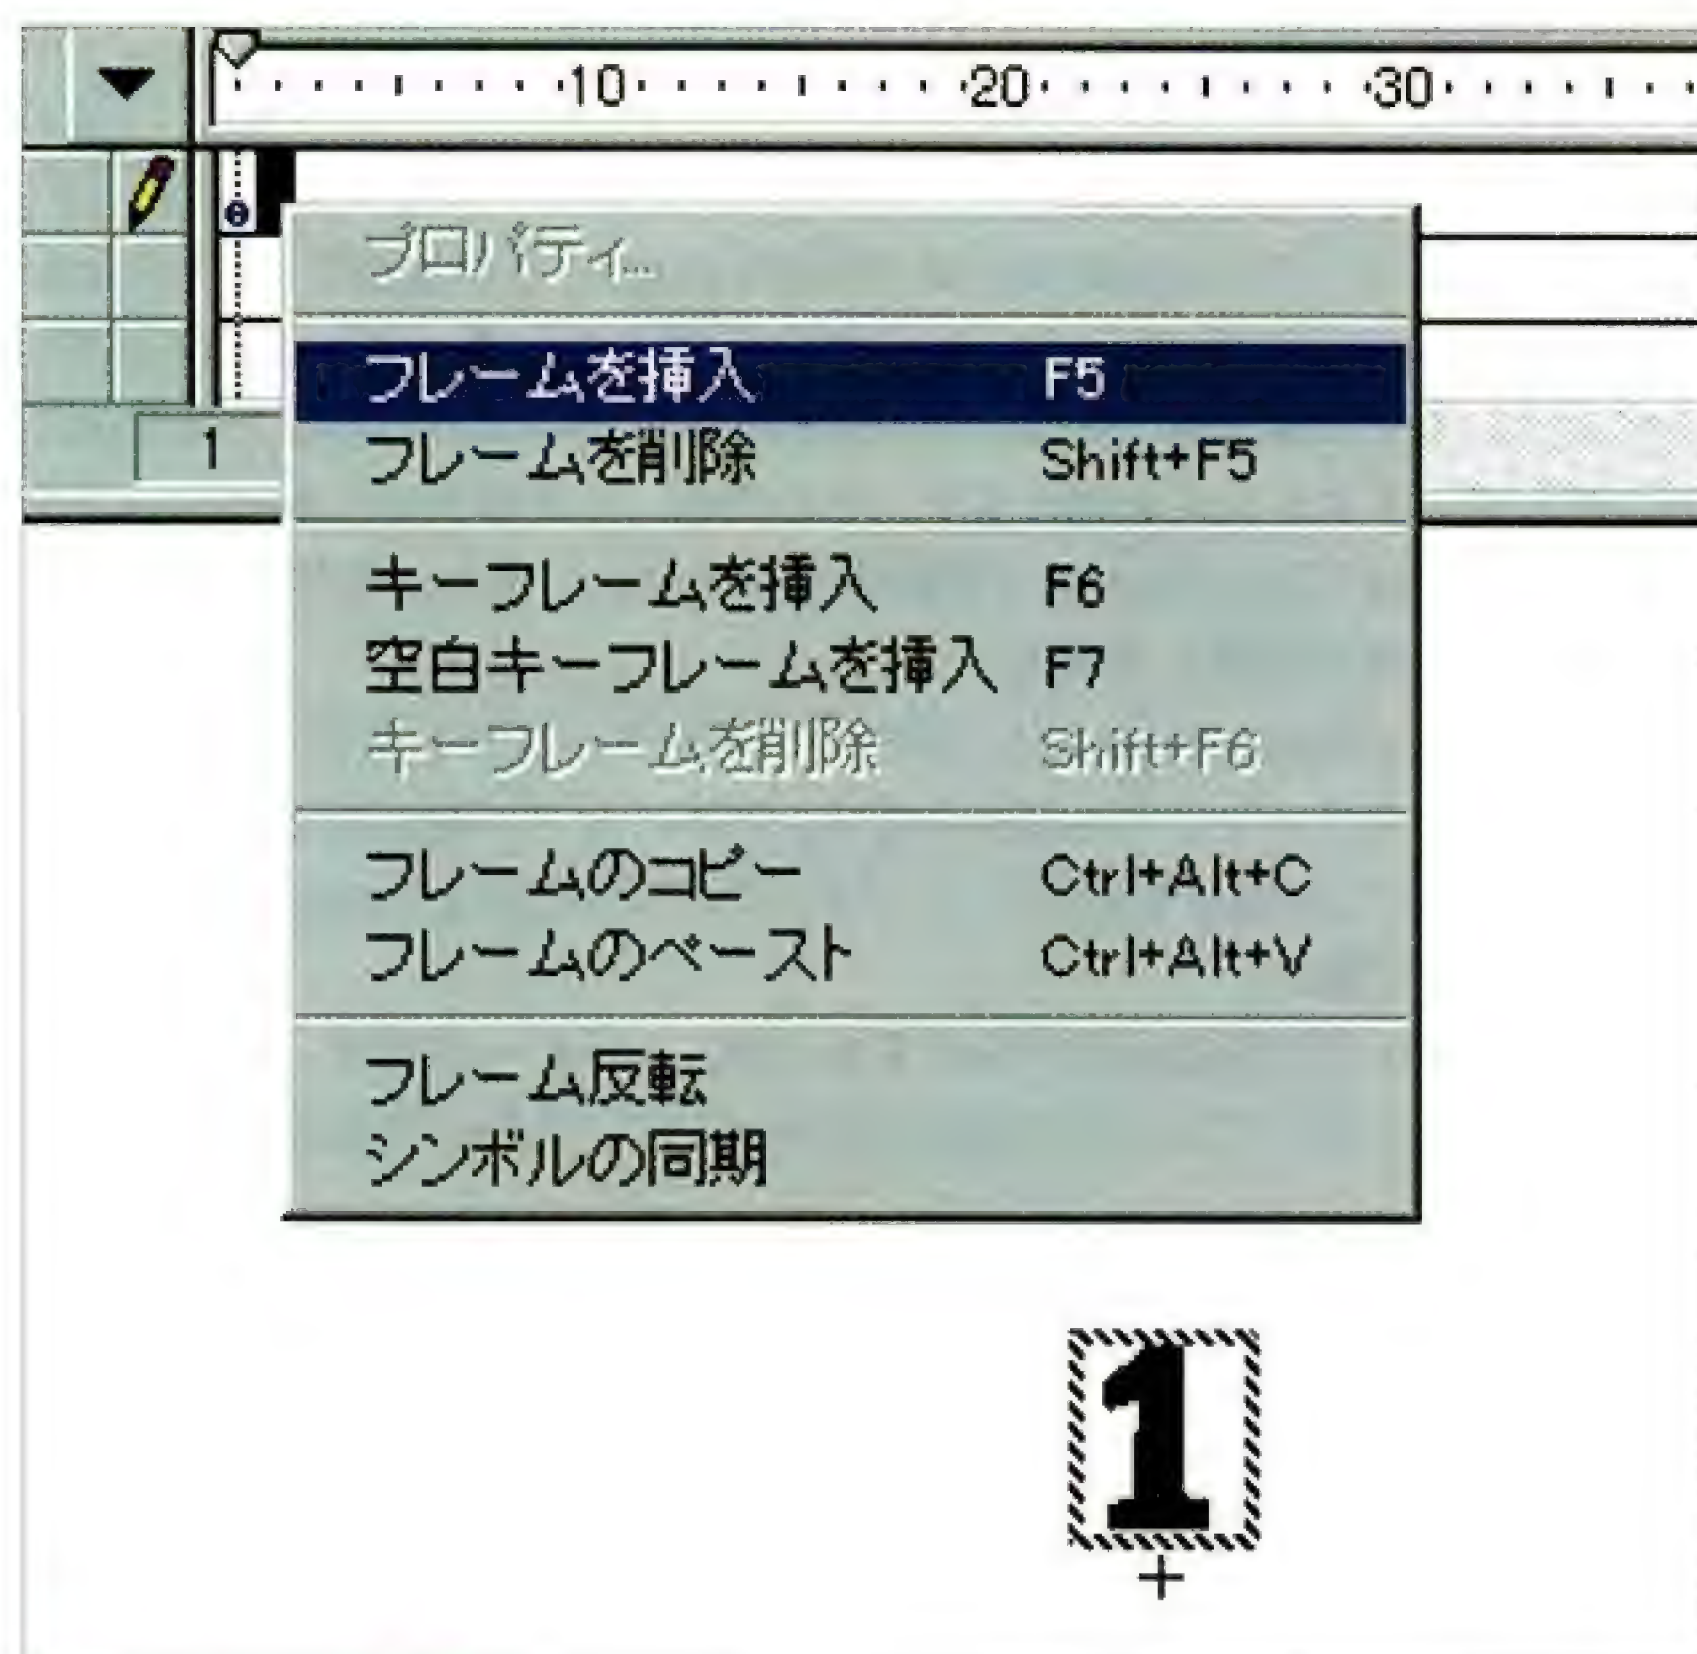 10 20 30
プロパティ...
フレームを挿入 F5
フレームを削除 Shift+F5
1
キーフレームを挿入 F6
空白キーフレームを挿入 F7
キーフレームを削除 Shift+F6
フレームのコピー Ctrl+Alt+C
フレームのペースト Ctrl+Alt+V
フレーム反転
シンボルの同期
1